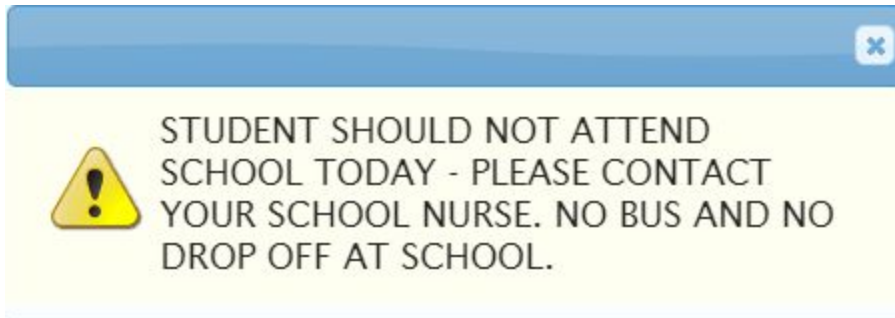 STUDENT SHOULD NOT ATTEND
SCHOOL TODAY - PLEASE CONTACT
YOUR SCHOOL NURSE. NO BUS AND NO
DROP OFF AT SCHOOL.